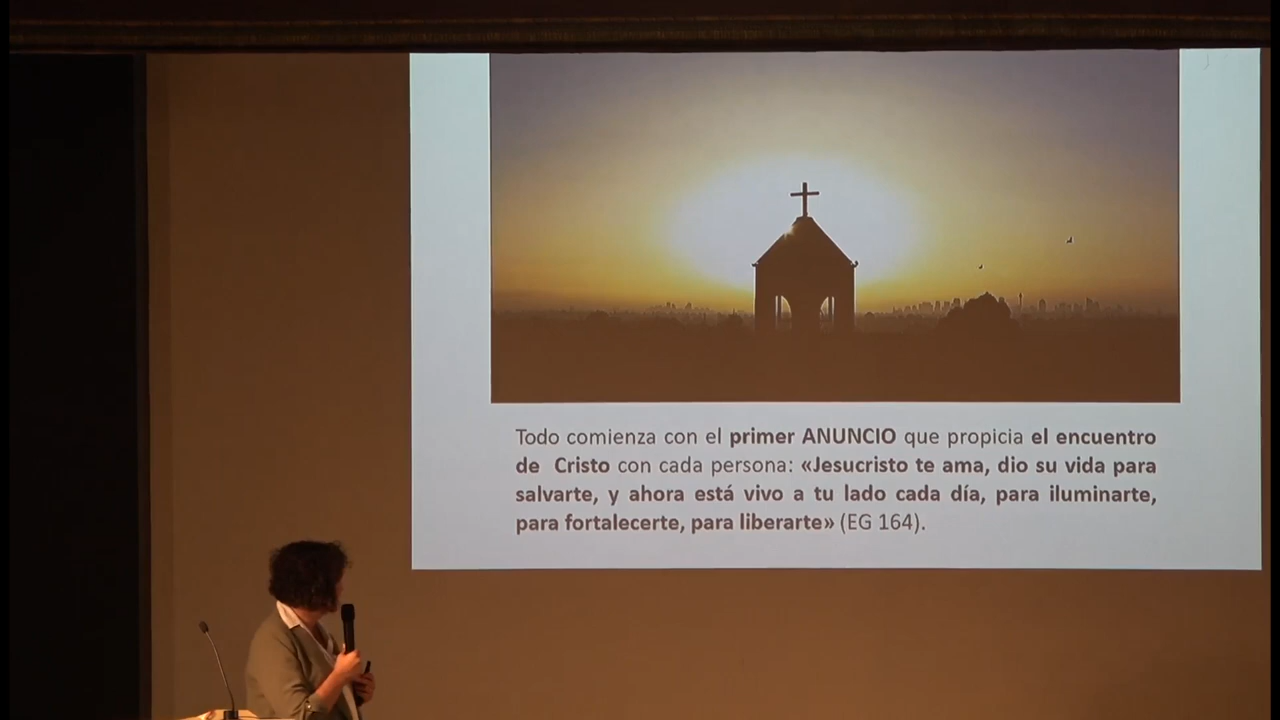 Todo comienza con el primer ANUNCIO que propicia el encuentro
de Cristo con cada persona: «Jesucristo te ama, dio su vida para
salvarte, y ahora está vivo a tu lado cada día, para iluminarte,
para fortalecerte, para liberarte» (EG 164).